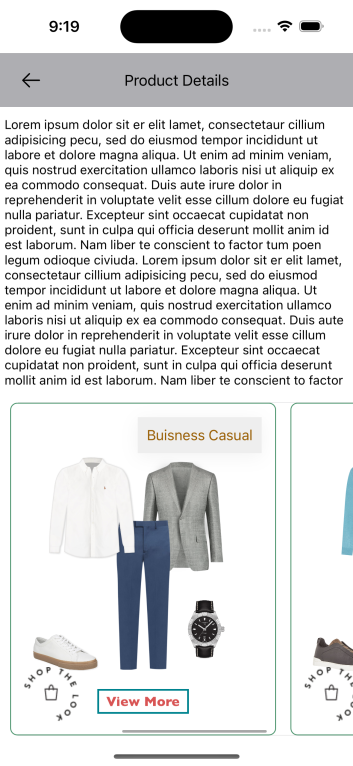 9:19
Product Details
Lorem ipsum dolor sit er elit lamet, consectetaur cillium
adipisicing pecu, sed do eiusmod tempor incididunt ut
labore et dolore magna aliqua. Ut enim ad minim veniam,
quis nostrud exercitation ullamco laboris nisi ut aliquip ex
ea commodo consequat. Duis aute irure dolor in
reprehenderit in voluptate velit esse cillum dolore eu fugiat
nulla pariatur. Excepteur sint occaecat cupidatat non
proident, sunt in culpa qui officia deserunt mollit anim id
est laborum. Nam liber te conscient to factor tum poen
legum odioque civiuda. Lorem ipsum dolor sit er elit lamet,
consectetaur cillium adipisicing pecu, sed do eiusmod
tempor incididunt ut labore et dolore magna aliqua. Ut
enim ad minim veniam, quis nostrud exercitation ullamco
laboris nisi ut aliquip ex ea commodo consequat. Duis aute
irure dolor in reprehenderit in voluptate velit esse cillum
dolore eu fugiat nulla pariatur. Excepteur sint occaecat
cupidatat non proident, sunt in culpa qui officia deserunt
mollit anim id est laborum. Nam liber te conscient to factor
Buisness Casual
SHOP THE LOOK
View More
SHOP THE LOOK